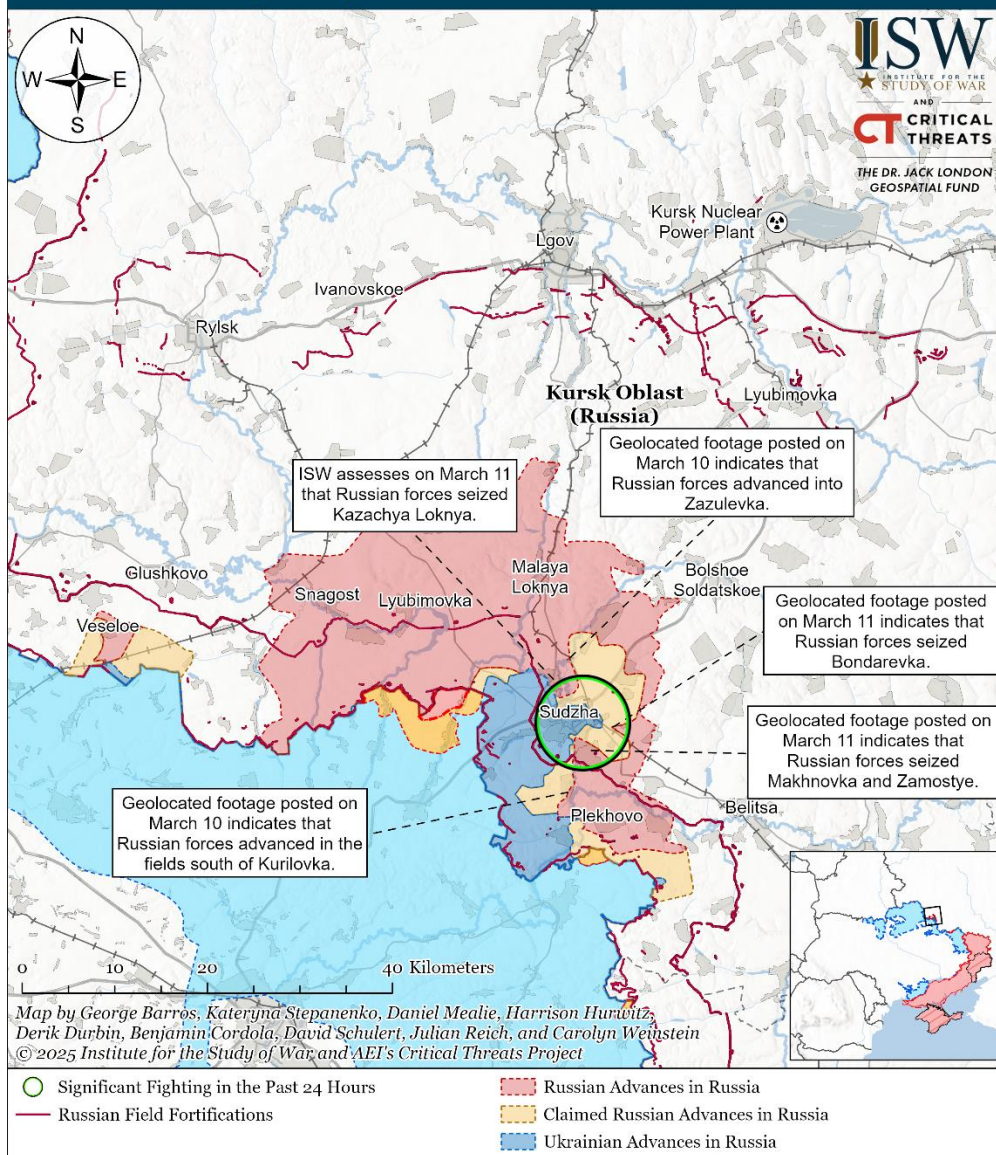 N
W E
S
ISW
INSTITUTE FOR THE
STUDY OF WAR
AND
CT CRITICAL
THREATS
THE DR. JACK LONDON
GEOSPATIAL FUND
Kursk Nuclear
Power Plant
Lgov
Ivanovskoe
Rylsk
Kursk Oblast
(Russia)
Lyubimovka
Geolocated footage posted on
March 10 indicates that
Russian forces advanced into
Zazulevka.
ISW assesses on March 11
that Russian forces seized
Kazachya Loknya.
Glushkovo
Snagost
Lyubimovka
Malaya
Loknya
Bolshoe
Soldatskoe
Veseloe
Geolocated footage posted
on March 11 indicates that
Russian forces seized
Bondarevka.
Sudzha
Geolocated footage posted on
March 11 indicates that
Russian forces seized
Makhnovka and Zamostye.
Geolocated footage posted on
March 10 indicates that
Russian forces advanced in the
fields south of Kurilovka.
Plekhovo
Belitsa
0 10 20 40 Kilometers
Map by George Barros, Kateryna Stepanenko, Daniel Mealie, Harrison Hurwitz,
Derik Durbin, Benjamin Cordola, David Schulert, Julian Reich, and Carolyn Weinstein
© 2025 Institute for the Study of War and AEI's Critical Threats Project
Significant Fighting in the Past 24 Hours
Russian Field Fortifications
Russian Advances in Russia
Claimed Russian Advances in Russia
Ukrainian Advances in Russia